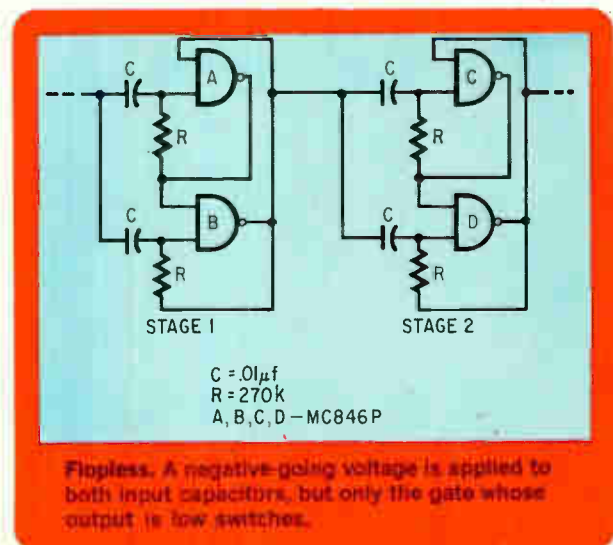 C
A
C
C
R
R
C
B
C
D
R
R
STAGE 1
STAGE 2
C = .01μf
R = 270k
A, B, C, D – MC846P
Flopless. A negative-going voltage is applied to
both input capacitors, but only the gate whose
output is low switches.